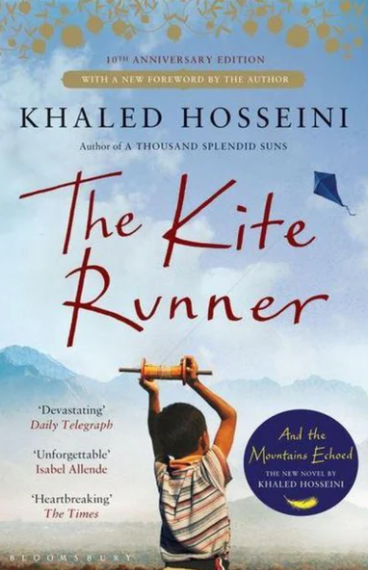 10TH ANNIVERSARY EDITION
WITH A NEW FOREWORD BY THE AUTHOR
KHALED HOSSEINI
Author of A THOUSAND SPLENDID SUNS
The Kite
Runner
'Devastating'
Daily Telegraph
'Unforgettable'
Isabel Allende
'Heartbreaking'
The Times
And the
Mountains Echoed
THE NEW NOVEL BY
KHALED HOSSEINI
BLOOMSBURY